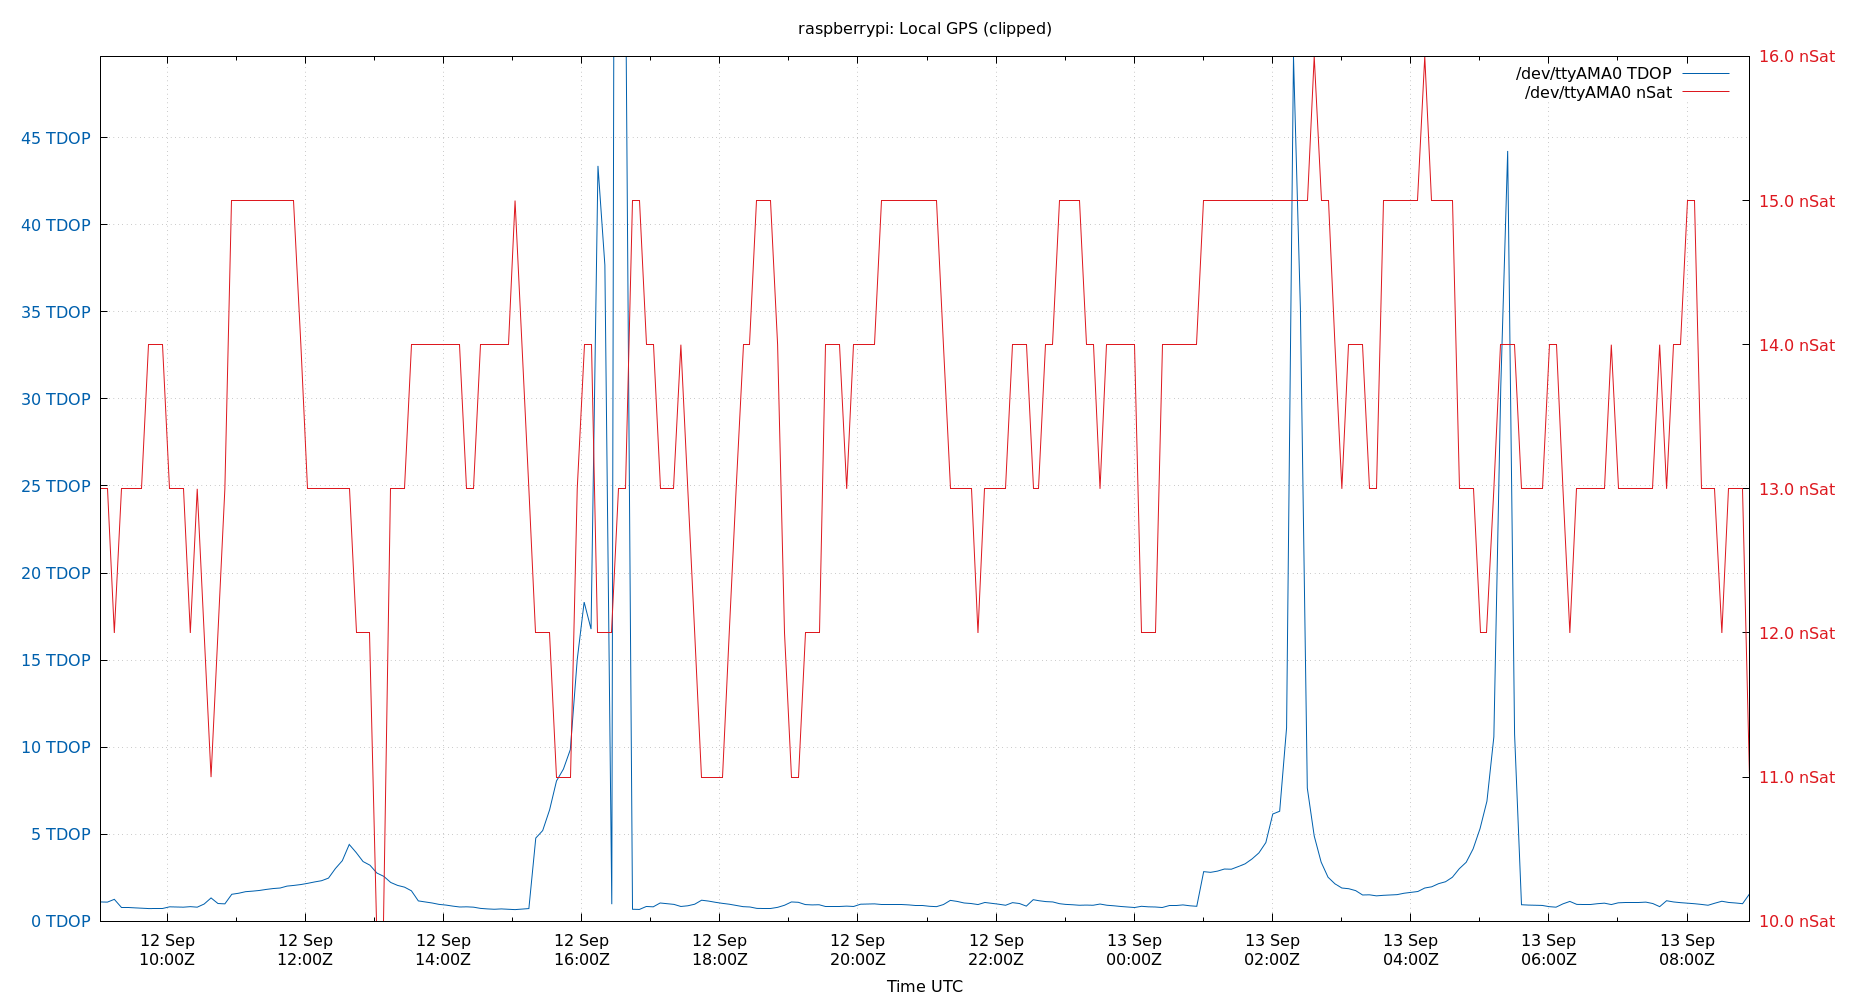 raspberrypi: Local GPS (clipped)
/dev/ttyAMA0 TDOP
/dev/ttyAMA0 nSat
45 TDOP
40 TDOP
35 TDOP
30 TDOP
25 TDOP
20 TDOP
15 TDOP
10 TDOP
5 TDOP
0 TDOP
16.0 nSat
15.0 nSat
14.0 nSat
13.0 nSat
12.0 nSat
11.0 nSat
10.0 nSat
12 Sep
10:00Z
12 Sep
12:00Z
12 Sep
14:00Z
12 Sep
16:00Z
12 Sep
18:00Z
12 Sep
20:00Z
12 Sep
22:00Z
13 Sep
00:00Z
13 Sep
02:00Z
13 Sep
04:00Z
13 Sep
06:00Z
13 Sep
08:00Z
Time UTC